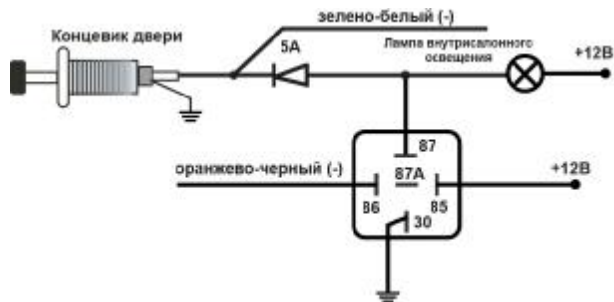 зелено-белый (-)
Концевик двери
5А
Лампа внутрисалонного
освещения
+12В
87
оранжево-черный (-)
87А
+12В
86
85
30